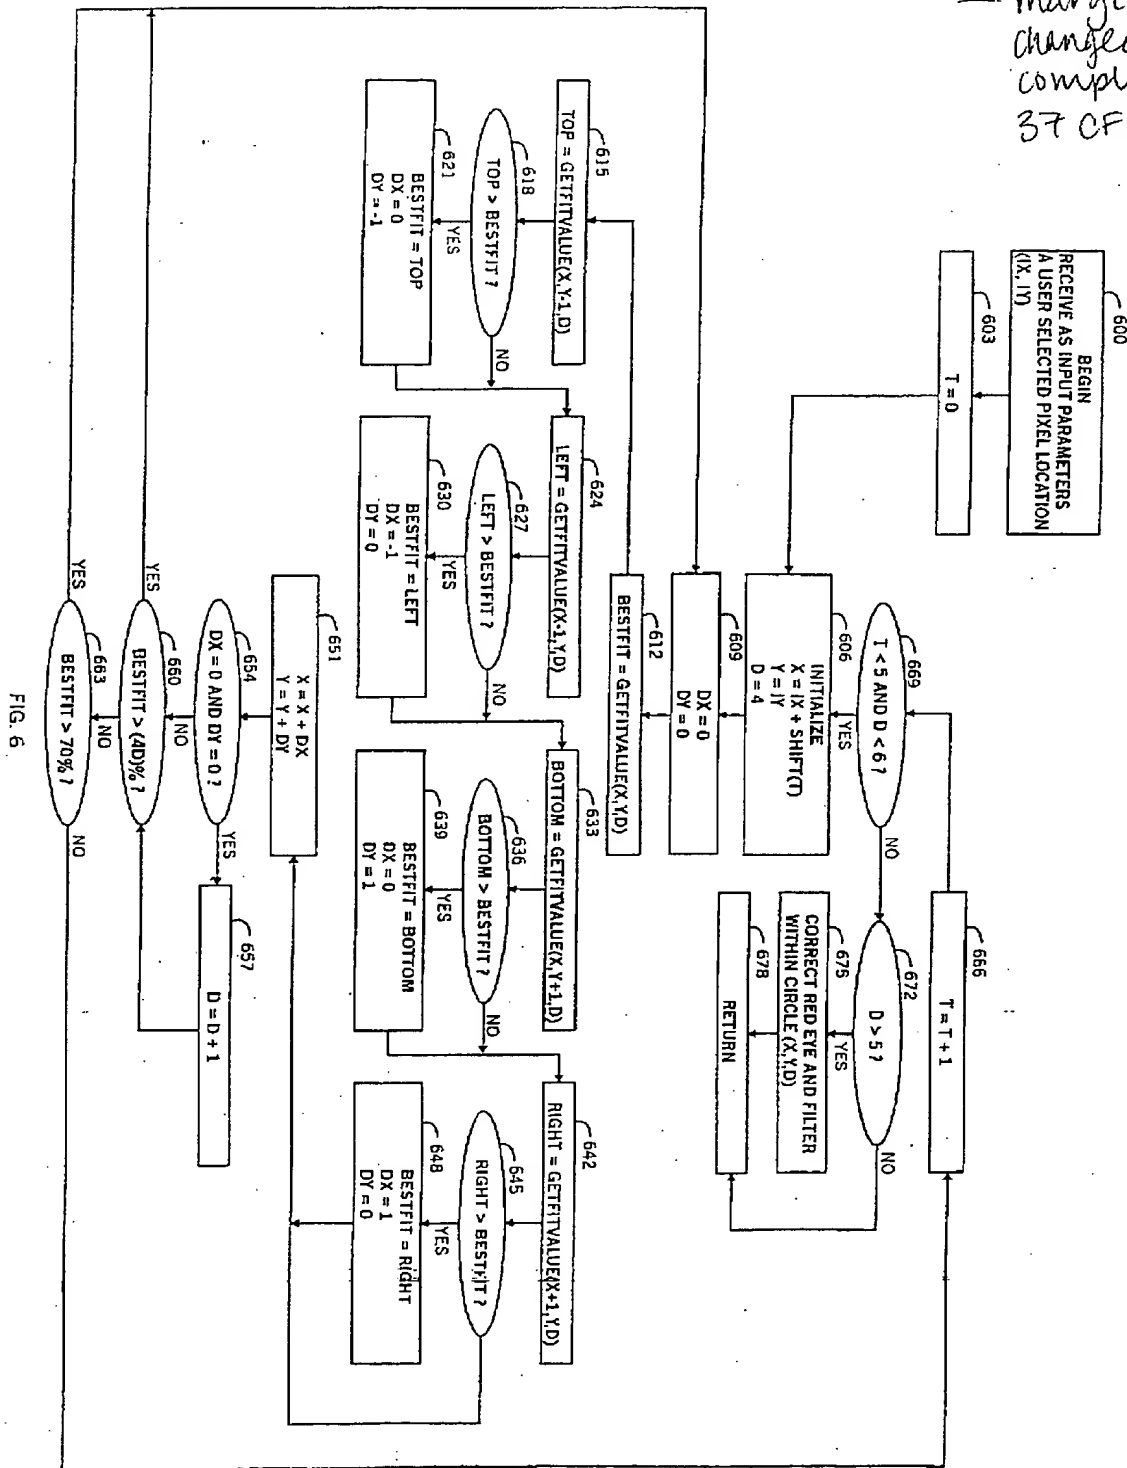 600
BEGIN
RECEIVE AS INPUT PARAMETERS
A USER SELECTED PIXEL LOCATION
(IX, IY)
603
T = 0
666
T = T + 1
669
T < 5 AND D < 6 ?
YES
NO
672
D > 5 ?
YES
NO
606
INITIALIZE
X = IX + SHIFT(T)
Y = IY
D = 4
675
CORRECT RED EYE AND FILTER
WITHIN CIRCLE (X,Y,D)
678
RETURN
609
DX = 0
DY = 0
612
BESTFIT = GETFITVALUE(X,Y,D)
615
TOP = GETFITVALUE(X,Y-1,D)
618
TOP > BESTFIT ?
YES
NO
621
BESTFIT = TOP
DX = 0
DY = -1
624
LEFT = GETFITVALUE(X-1,Y,D)
627
LEFT > BESTFIT ?
YES
NO
630
BESTFIT = LEFT
DX = -1
DY = 0
633
BOTTOM = GETFITVALUE(X,Y+1,D)
636
BOTTOM > BESTFIT ?
YES
NO
639
BESTFIT = BOTTOM
DX = 0
DY = 1
642
RIGHT = GETFITVALUE(X+1,Y,D)
645
RIGHT > BESTFIT ?
YES
648
BESTFIT = RIGHT
DX = 1
DY = 0
651
X = X + DX
Y = Y + DY
654
DX = 0 AND DY = 0 ?
YES
NO
657
D = D + 1
660
BESTFIT > (4D)% ?
YES
NO
663
BESTFIT > 70% ?
YES
NO
FIG. 6
changed
37 CF